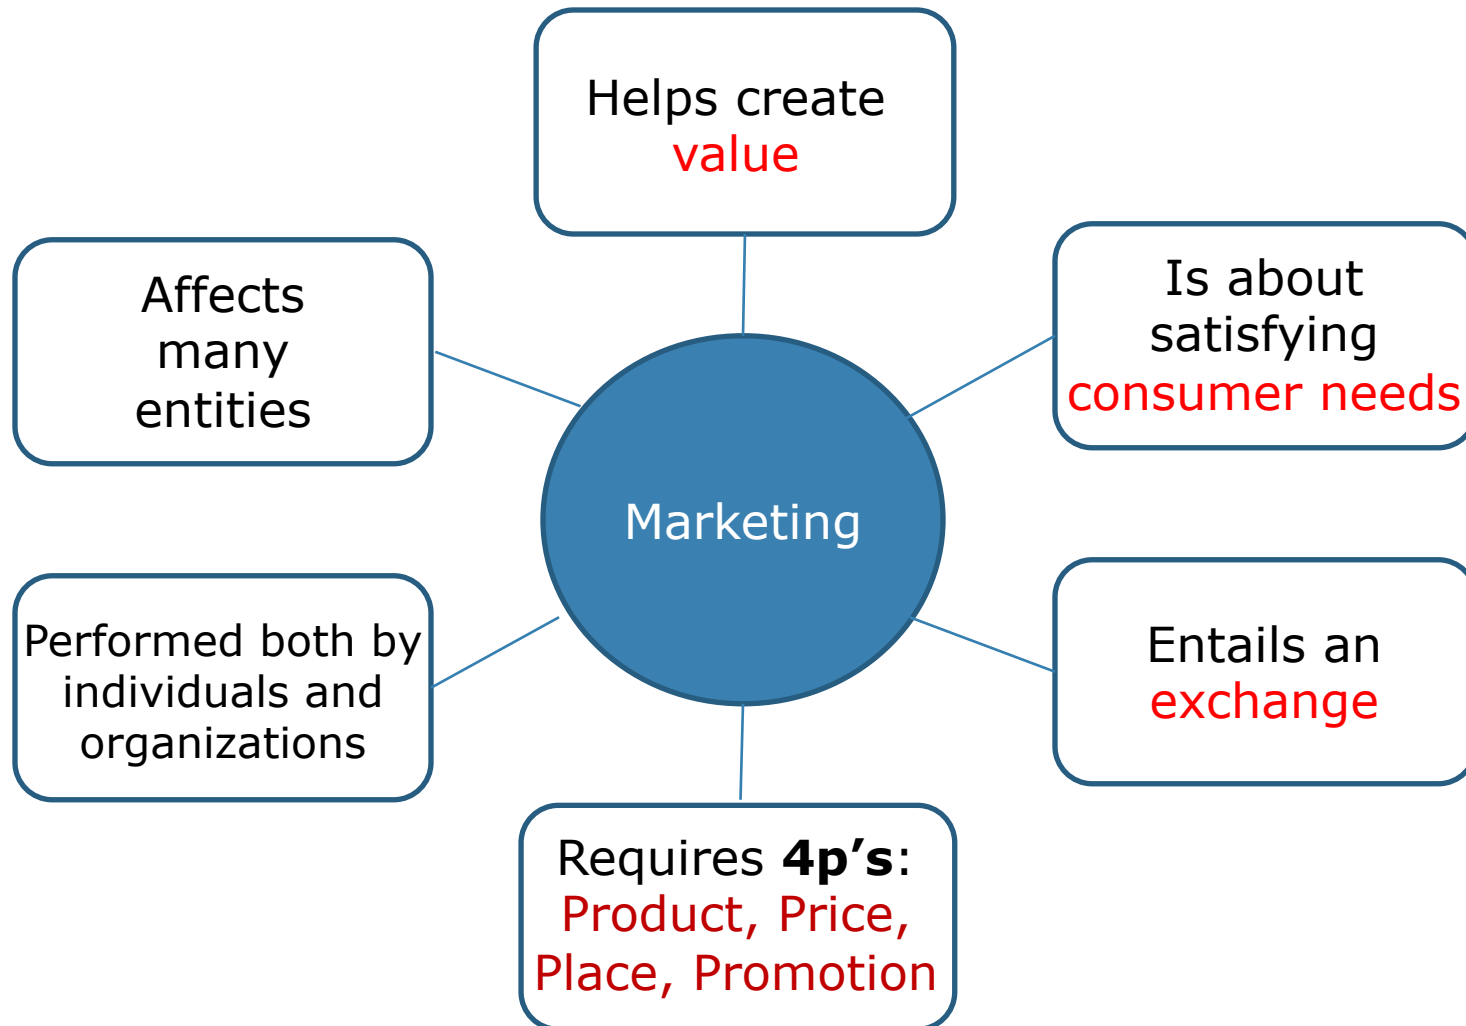 Helps create
value
Is about
satisfying
consumer needs
Entails an
exchange
Requires 4p’s:
Product, Price,
Place, Promotion
Performed both by
individuals and
organizations
Affects
many
entities
Marketing